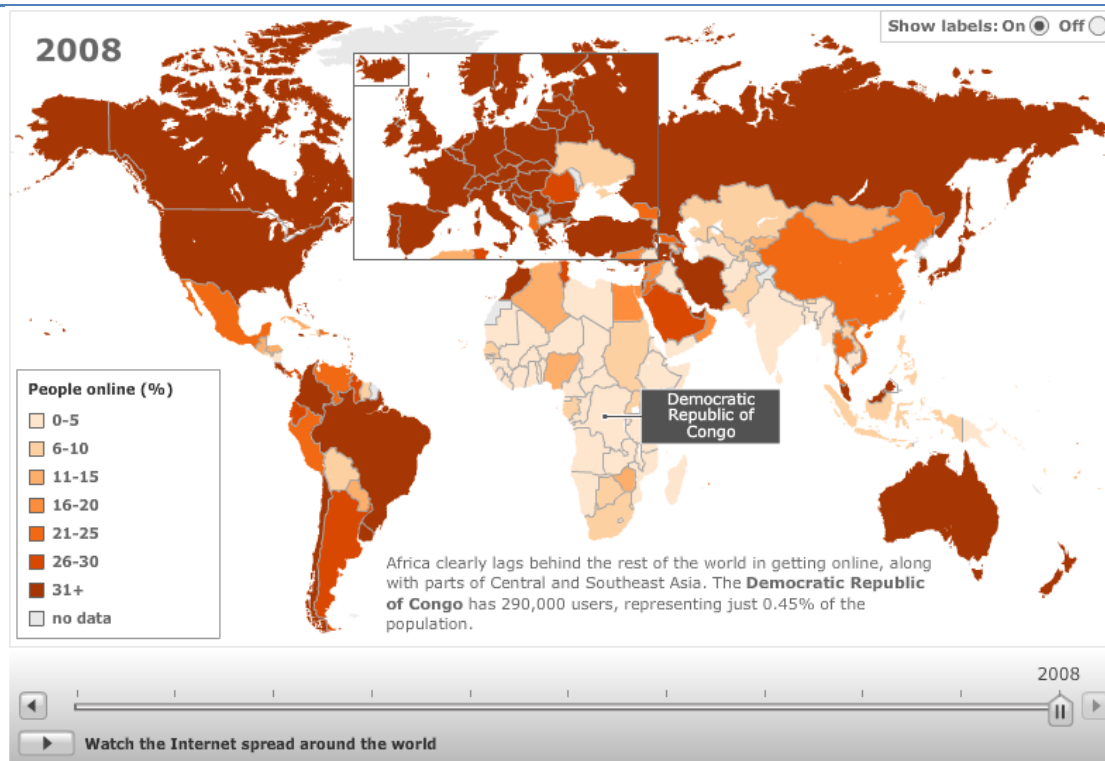 2008
Show labels: On Off
Democratic
Republic of
Congo
People online (%)
0-5
6-10
11-15
16-20
21-25
26-30
31+
no data
Africa clearly lags behind the rest of the world in getting online, along
with parts of Central and Southeast Asia. The Democratic Republic
of Congo has 290,000 users, representing just 0.45% of the
population.
2008
Watch the Internet spread around the world